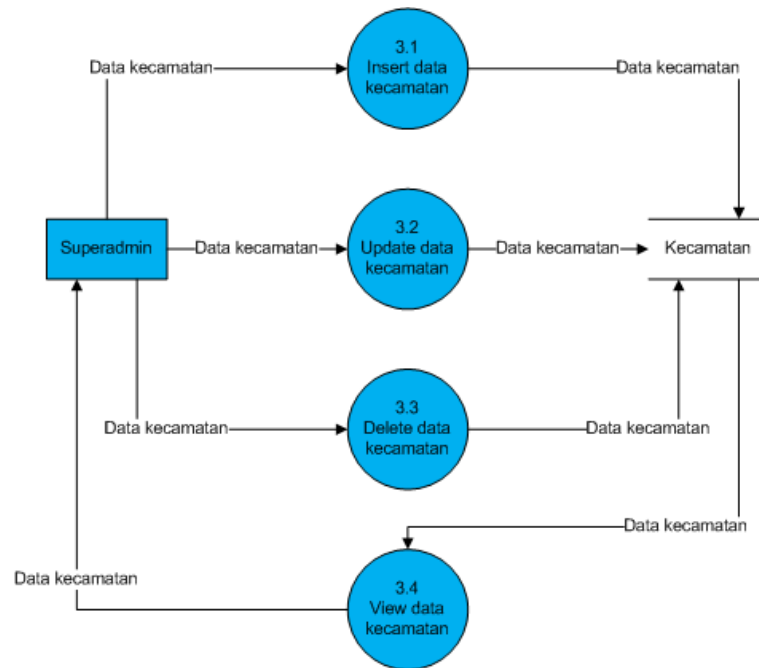 3.1
Insert data
kecamatan
Data kecamatan
Data kecamatan
3.2
Update data
kecamatan
Superadmin
Data kecamatan
Data kecamatan
Kecamatan
3.3
Delete data
kecamatan
Data kecamatan
Data kecamatan
Data kecamatan
Data kecamatan
3.4
View data
kecamatan